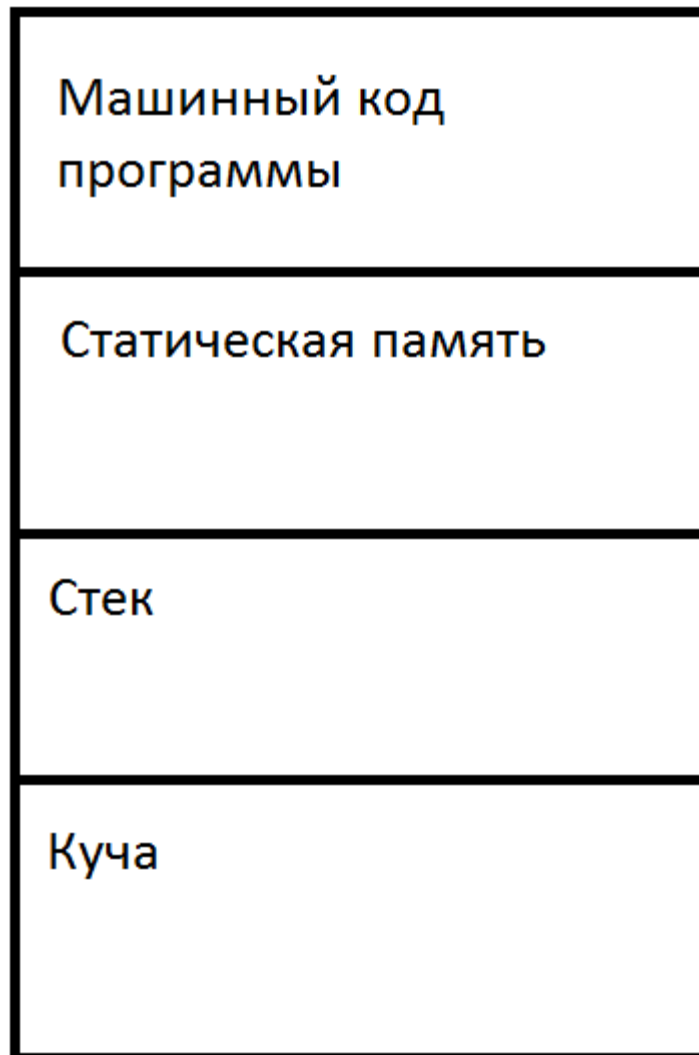 Машинный код
программы
Статическая память
Стек
Куча